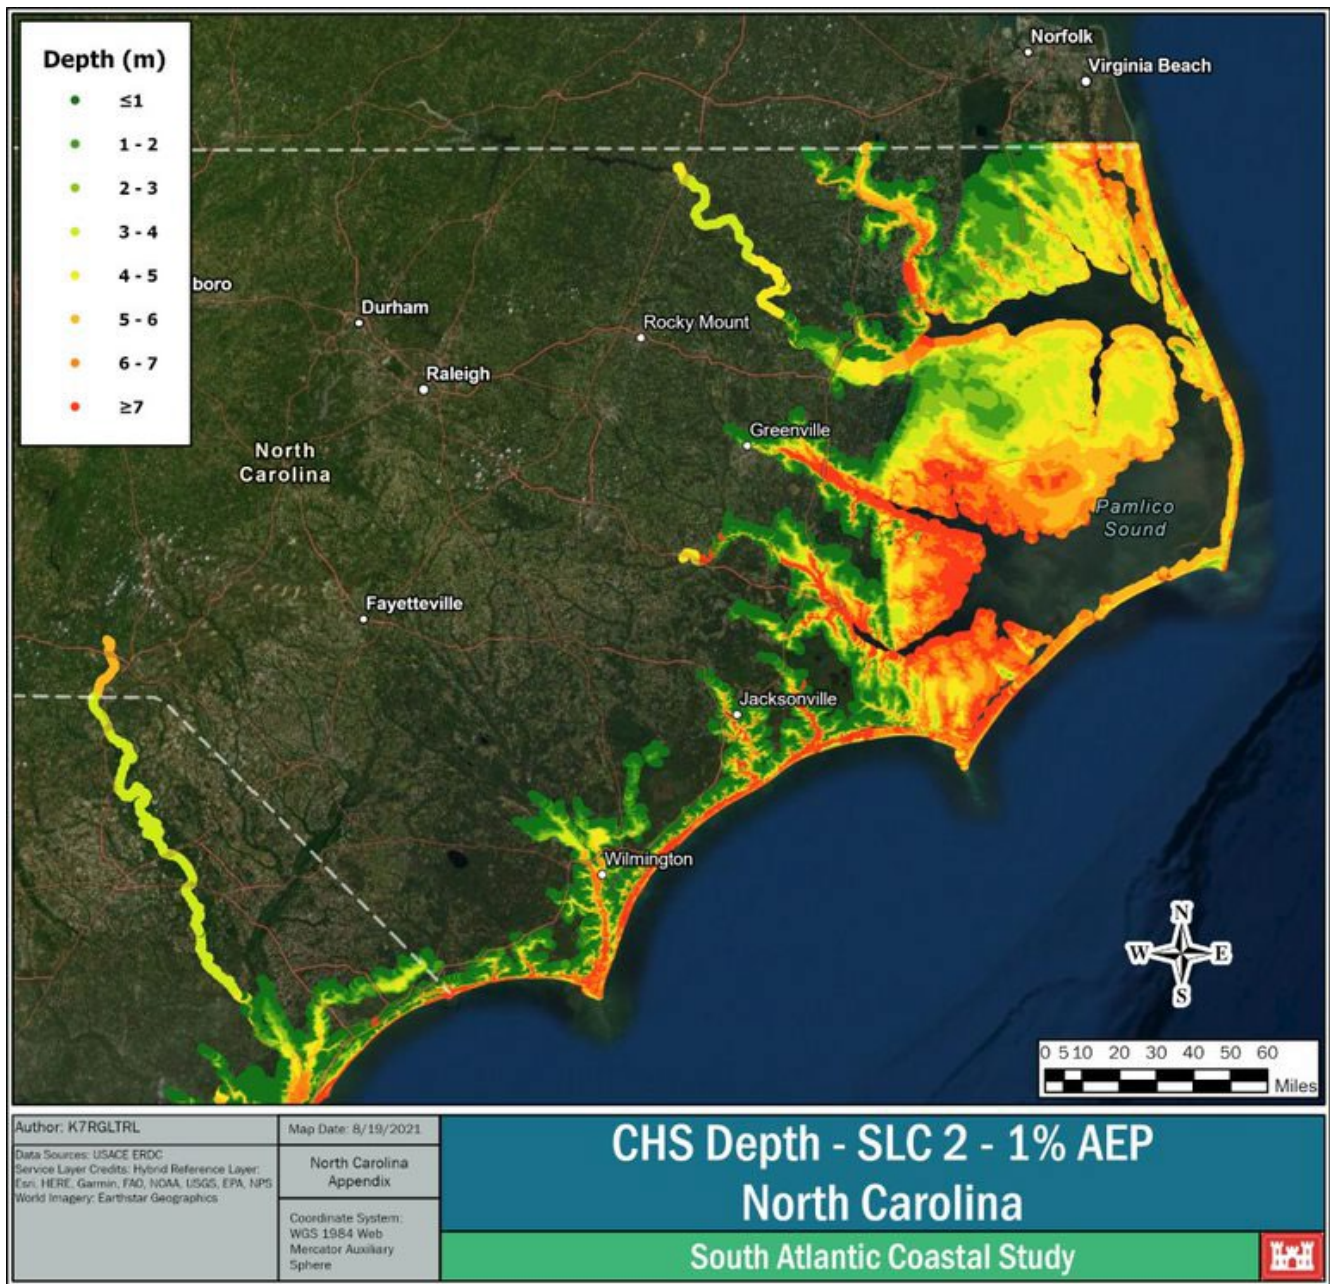 Depth (m)
≤1
1 - 2
2 - 3
3 - 4
4 - 5
5 - 6
6 - 7
≥7
Norfolk
Virginia Beach
boro
Durham
Rocky Mount
Raleigh
Greenville
North
Carolina
Pamlico
Sound
Fayetteville
Jacksonville
Wilmington
N
W
E
S
0 5 10 20 30 40 50 60
Miles
Author: K7RGLTRL
Data Sources: USACE ERDC
Service Layer Credits: Hybrid Reference Layer:
Esri, HERE, Garmin, FAO, NOAA, USGS, EPA, NPS
World Imagery: Earthstar Geographics
Map Date: 8/19/2021
North Carolina
Appendix
Coordinate System:
WGS 1984 Web
Mercator Auxiliary
Sphere
CHS Depth - SLC 2 - 1% AEP
North Carolina
South Atlantic Coastal Study